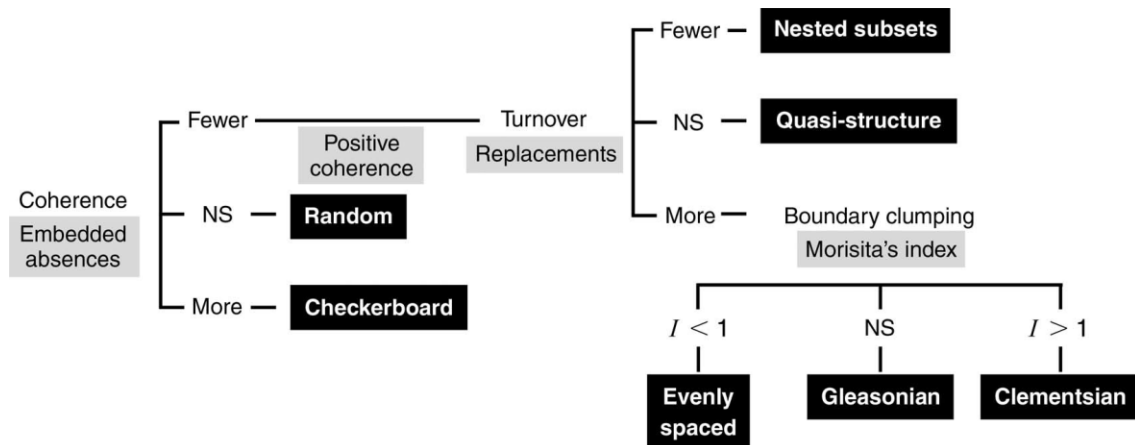 Coherence
Embedded
absences
Fewer
NS
More
Positive
coherence
Random
Checkerboard
Turnover
Replacements
Fewer
NS
More
Nested subsets
Quasi-structure
Boundary clumping
Morisita's index
I < 1
NS
I > 1
Evenly
spaced
Gleasonian
Clementsian